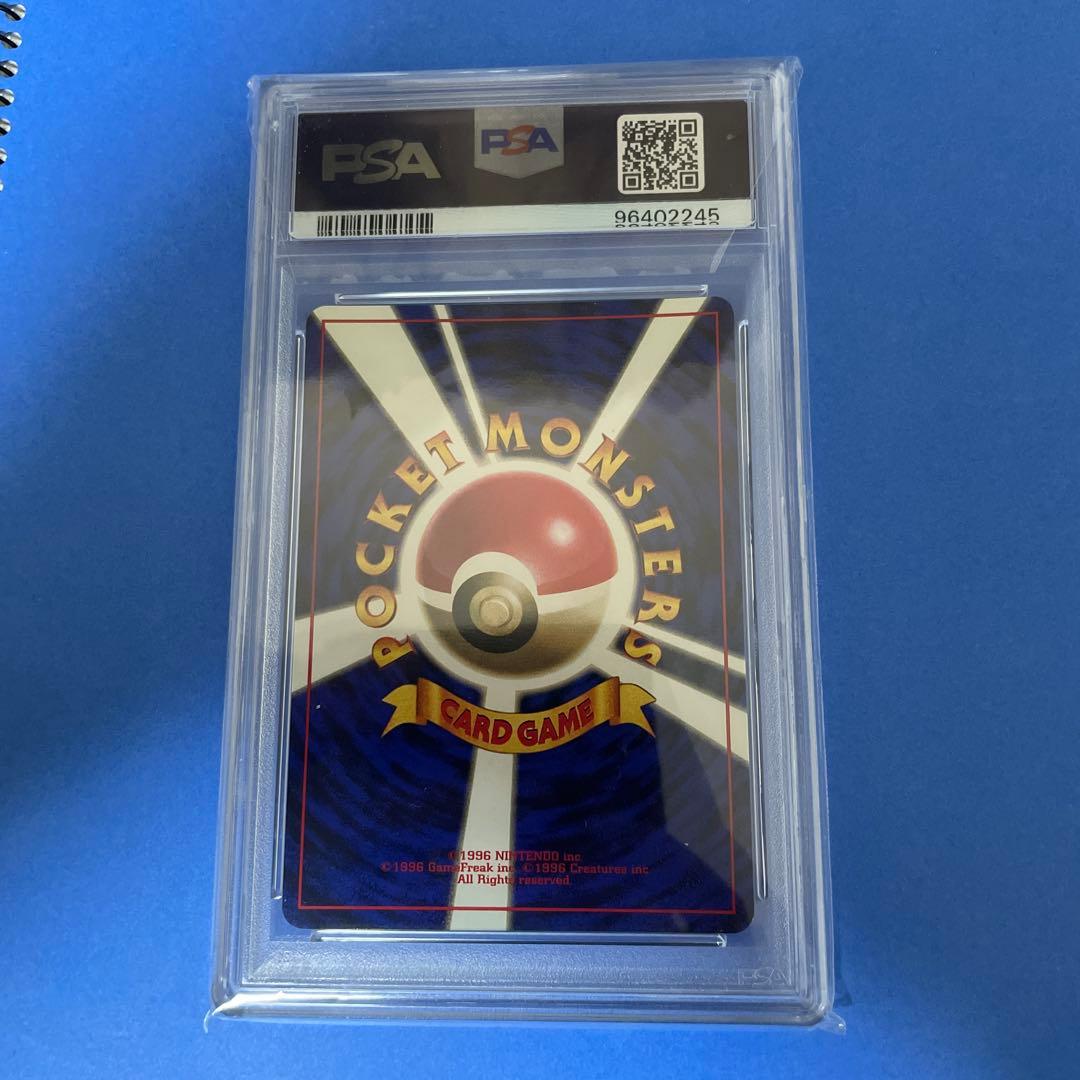 PSA
PSA
96402245
POCKET MONSTERS
CARD GAME
©1996 NINTENDO inc
©1996 GameFreak inc. ©1996 Creatures inc
All Rights reserved.
PSA